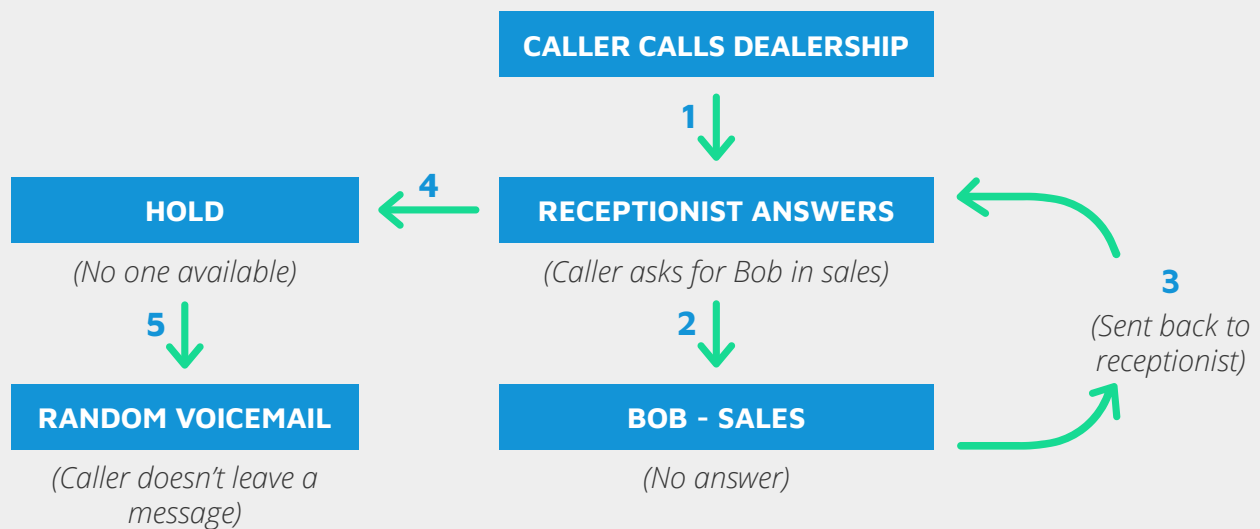 CALLER CALLS DEALERSHIP
1
RECEPTIONIST ANSWERS
(Caller asks for Bob in sales)
2
BOB - SALES
(No answer)
3
(Sent back to
receptionist)
4
HOLD
(No one available)
5
RANDOM VOICEMAIL
(Caller doesn’t leave a
message)